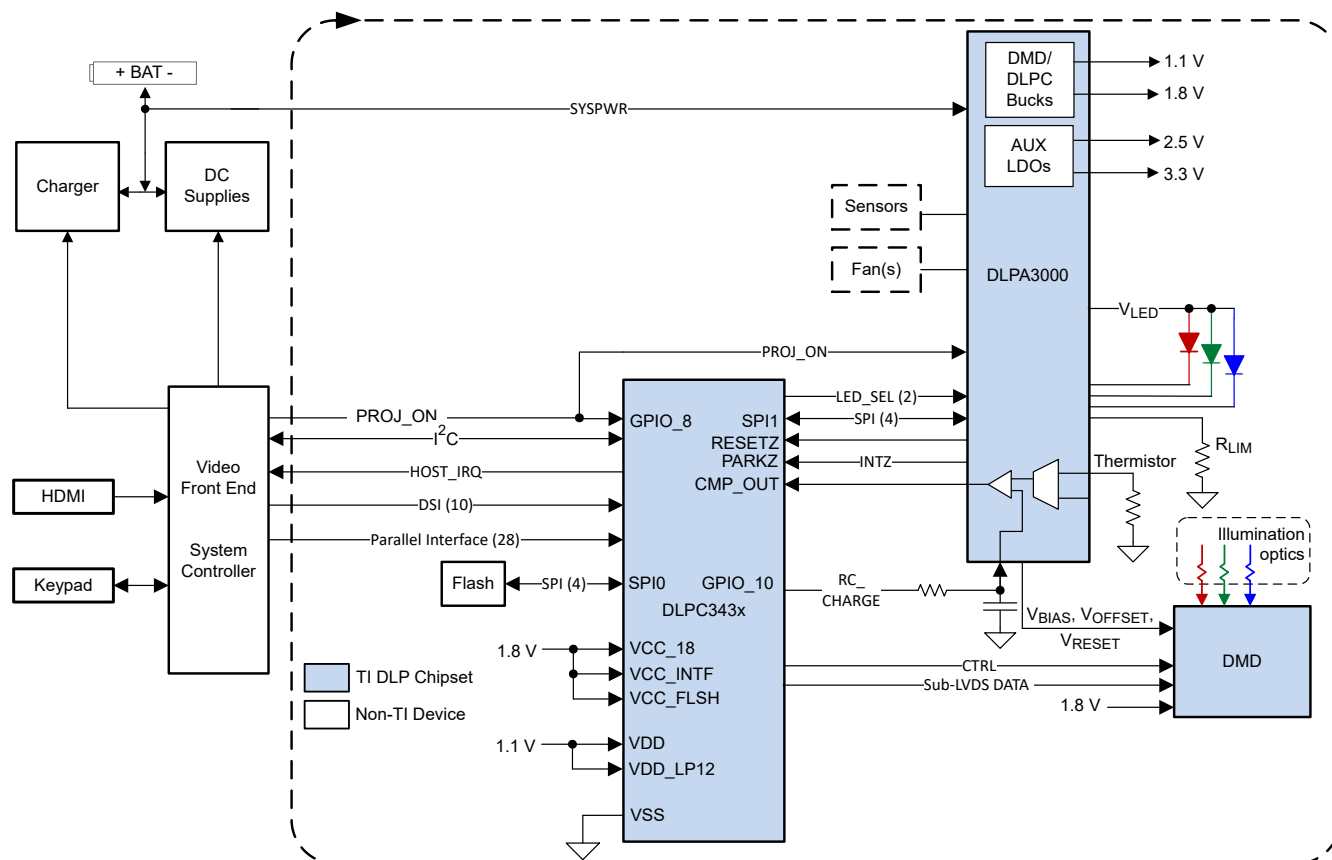 + BAT -
SYSPWR
Charger
DC
Supplies
DMD/
DLPC
Bucks
1.1 V
1.8 V
AUX
LDOs
2.5 V
3.3 V
Sensors
Fan(s)
DLPA3000
VLED
PROJ_ON
PROJ_ON
GPIO_8
I2C
HOST_IRQ
DSI (10)
Parallel Interface (28)
Video
Front End
System
Controller
HDMI
Keypad
LED_SEL (2)
SPI1
SPI (4)
RESETZ
PARKZ
INTZ
CMP_OUT
Thermistor
RLIM
Illumination
optics
Flash
SPI (4)
SPI0
GPIO_10
DLPC343x
RC_
CHARGE
VBIAS, VOFFSET,
VRESET
DMD
1.8 V
VCC_18
VCC_INTF
VCC_FLSH
CTRL
Sub-LVDS DATA
1.8 V
TI DLP Chipset
Non-TI Device
1.1 V
VDD
VDD_LP12
VSS